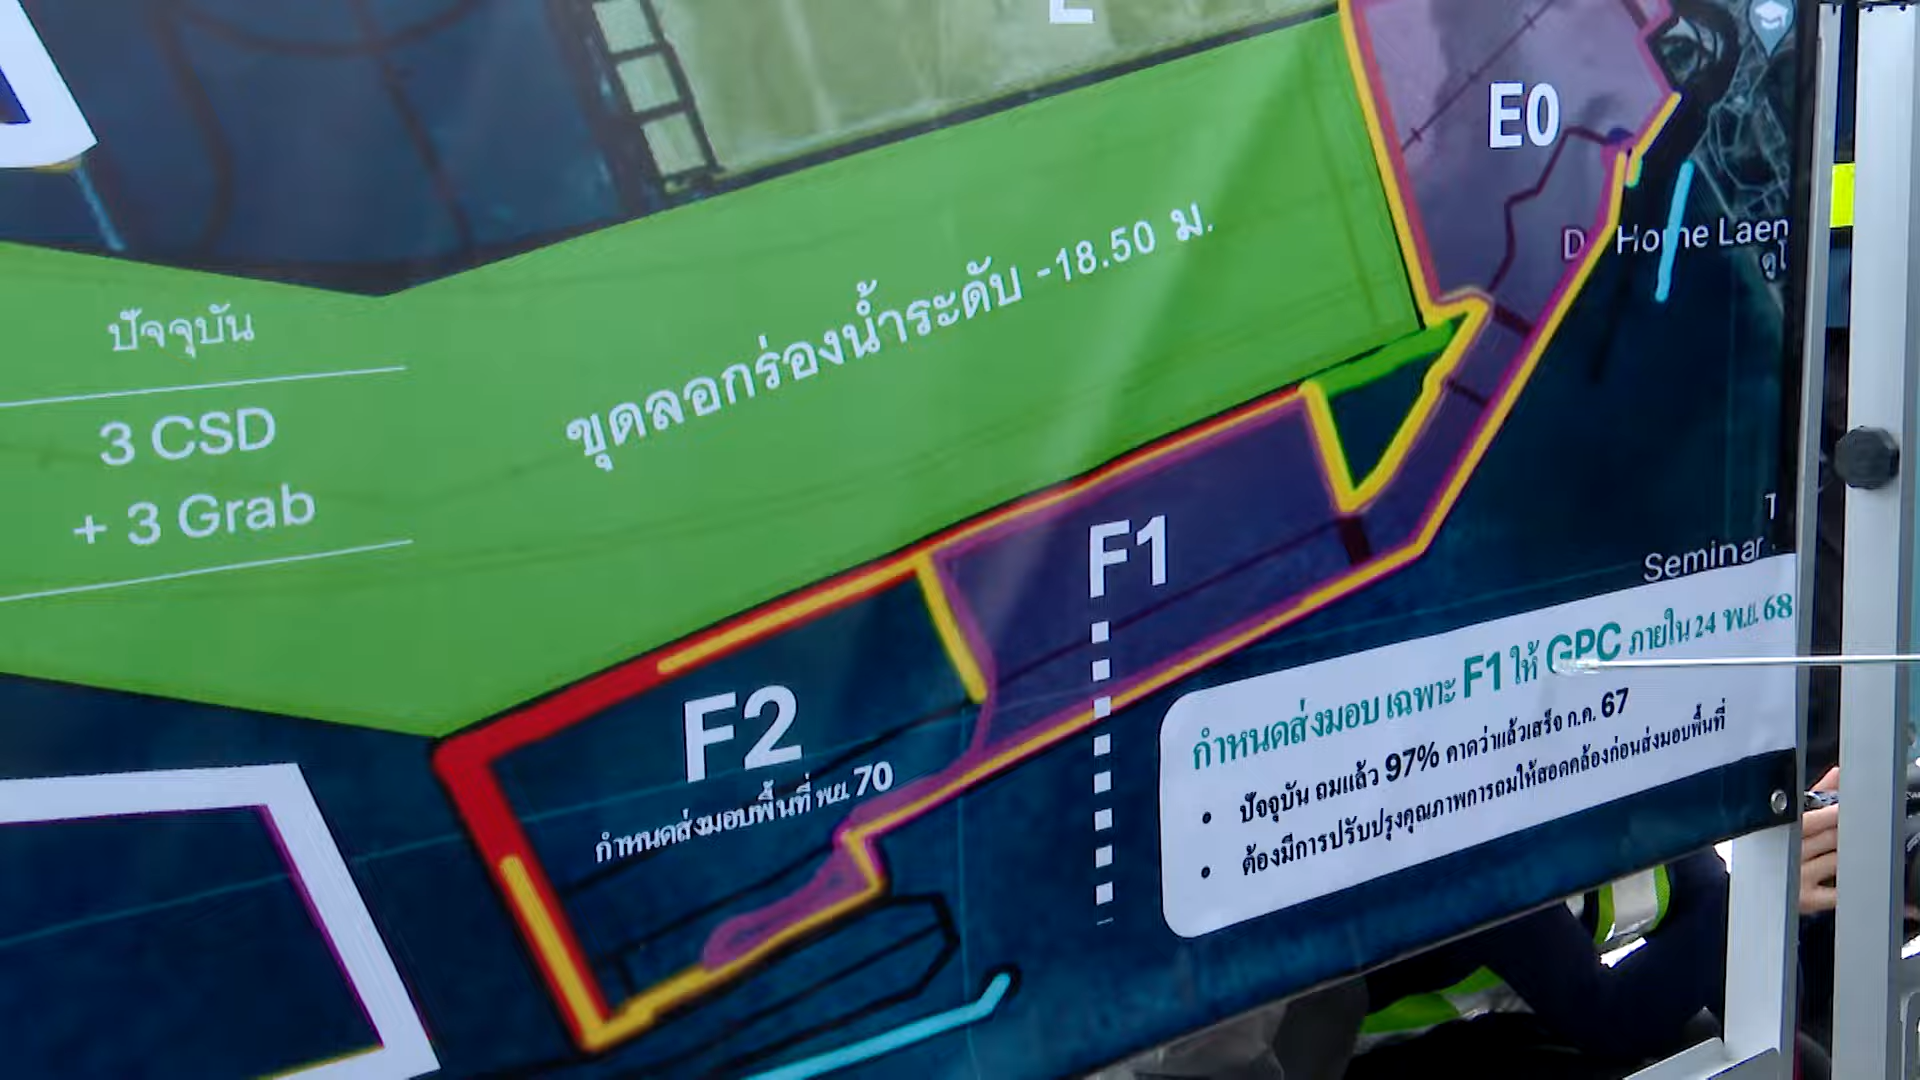 E0
D Home Laem
ขุดลอกร่องน้ำระดับ -18.50 ม.
ปัจจุบัน
3 CSD
+ 3 Grab
F1
Seminar
F2
กำหนดส่งมอบพื้นที่ พ.ย. 70
กำหนดส่งมอบ เฉพาะ F1 ให้ GPC ภายใน 24 พ.ย. 68
• ปัจจุบัน ถมแล้ว 97% คาดว่าแล้วเสร็จ ก.ค. 67
• ต้องมีการปรับปรุงคุณภาพการถมให้สอดคล้องก่อนส่งมอบพื้นที่